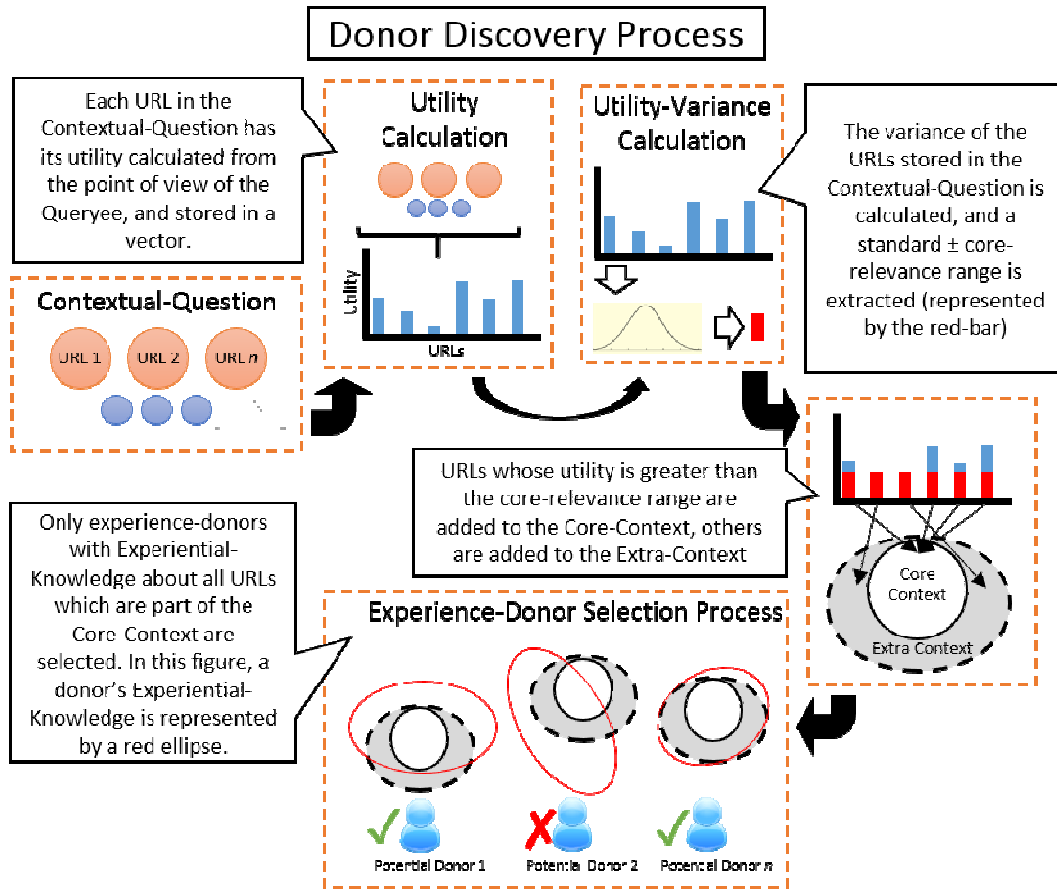 Donor Discovery Process
Each URL in the
Contextual-Question has
its utility calculated from
the point of view of the
Queryee, and stored in a
vector.
Utility
Calculation
Utility
URLs
Utility-Variance
Calculation
The variance of the
URLs stored in the
Contextual-Question is
calculated, and a
standard ± core-
relevance range is
extracted (represented
by the red-bar)
Contextual-Question
URL 1
URL 2
URL n
URLs whose utility is greater than
the core-relevance range are
added to the Core-Context, others
are added to the Extra-Context
Core
Context
Extra Context
Only experience-donors
with Experiential-
Knowledge about all URLs
which are part of the
Core-Context are
selected. In this figure, a
donor's Experiential-
Knowledge is represented
by a red ellipse.
Experience-Donor Selection Process
Potential Donor 1
Potential Donor 2
Potential Donor n